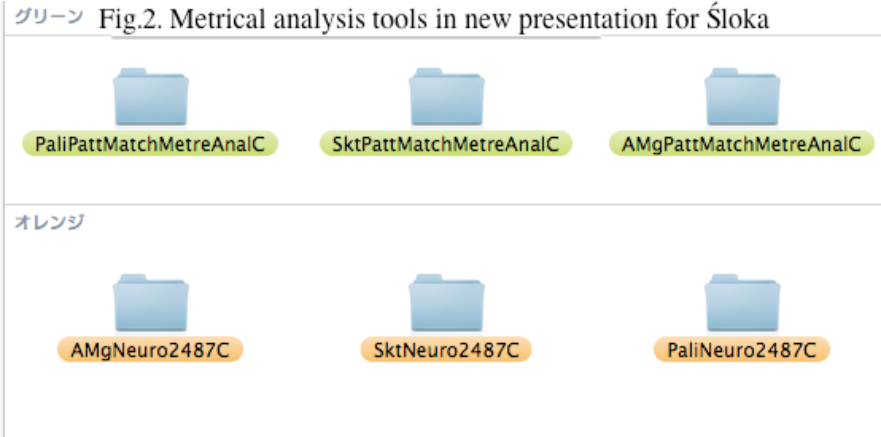 グリーン Fig.2. Metrical analysis tools in new presentation for Śloka
PaliPattMatchMetreAnalC SktPattMatchMetreAnalC AMgPattMatchMetreAnalC
オレンジ
AMgNeuro2487C SktNeuro2487C PaliNeuro2487C